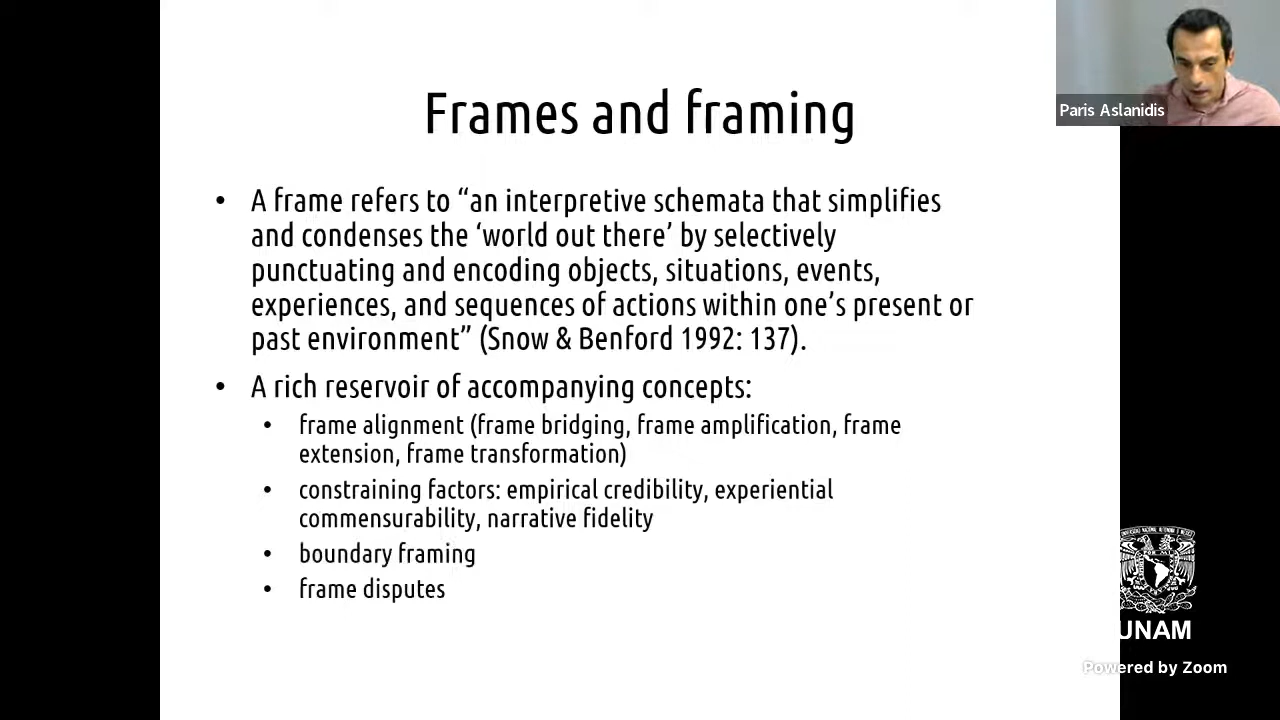 Frames and framing
Paris Aslanidis
• A frame refers to “an interpretive schemata that simplifies
and condenses the ‘world out there’ by selectively
punctuating and encoding objects, situations, events,
experiences, and sequences of actions within one’s present or
past environment” (Snow & Benford 1992: 137).
• A rich reservoir of accompanying concepts:
• frame alignment (frame bridging, frame amplification, frame
extension, frame transformation)
• constraining factors: empirical credibility, experiential
commensurability, narrative fidelity
• boundary framing
• frame disputes
UNAM
Powered by Zoom